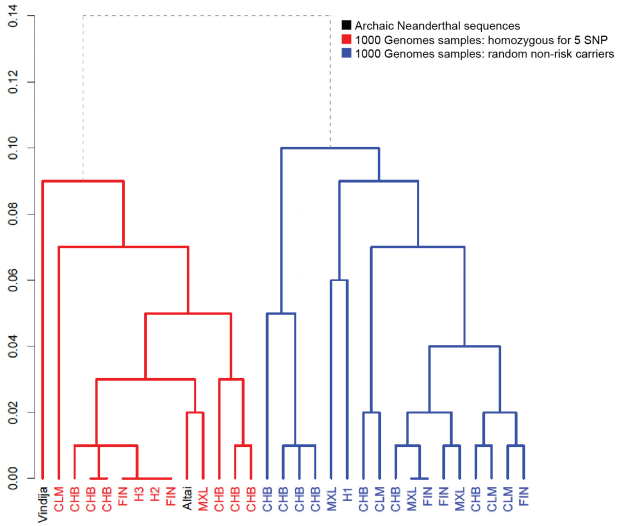 0.14
0.12
0.10
0.08
0.06
0.04
0.02
0.00
Archaic Neanderthal sequences
1000 Genomes samples: homozygous for 5 SNP
1000 Genomes samples: random non-risk carriers
Vindija
CLM
CHB
CHB
CHB
FIN
H3
H2
FIN
Altai
MXL
CHB
CHB
CHB
CHB
CHB
CHB
CHB
MXL
H1
CHB
CLM
CHB
MXL
FIN
FIN
MXL
CHB
CLM
CLM
FIN